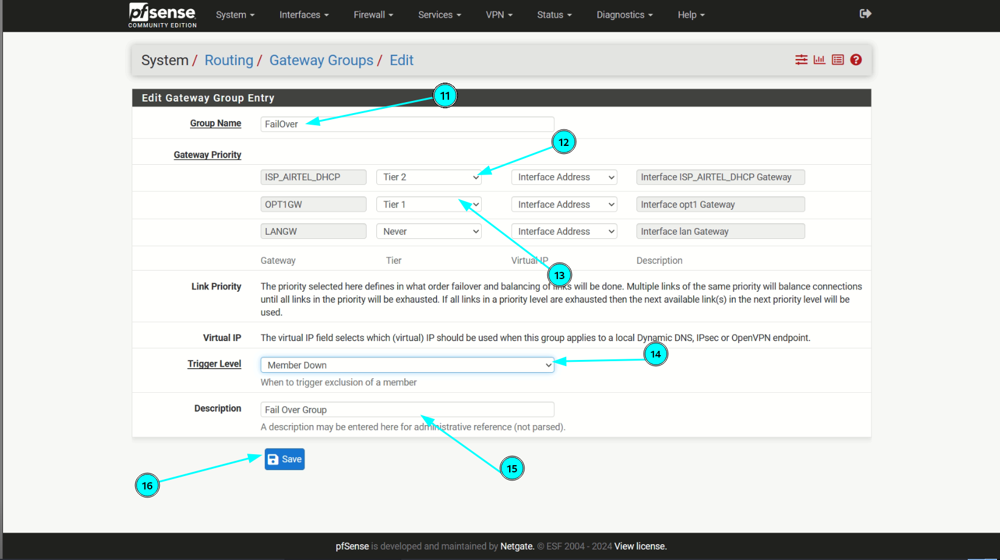 pfsense
COMMUNITY EDITION
System Interfaces Firewall Services VPN Status Diagnostics Help
System / Routing / Gateway Groups / Edit
Edit Gateway Group Entry
11
Group Name FailOver
12
Gateway Priority
ISP_AIRTEL_DHCP Tier 2 Interface Address Interface ISP_AIRTEL_DHCP Gateway
OPT1GW Tier 1 Interface Address Interface opt1 Gateway
LANGW Never Interface Address Interface lan Gateway
Gateway Tier Virtual IP Description
13
Link Priority The priority selected here defines in what order failover and balancing of links will be done. Multiple links of the same priority will balance connections
until all links in the priority will be exhausted. If all links in a priority level are exhausted then the next available link(s) in the next priority level will be
used.
Virtual IP The virtual IP field selects which (virtual) IP should be used when this group applies to a local Dynamic DNS, IPsec or OpenVPN endpoint.
14
Trigger Level Member Down
When to trigger exclusion of a member
Description Fail Over Group
A description may be entered here for administrative reference (not parsed).
Save
15
16
pfSense is developed and maintained by Netgate. © ESF 2004 - 2024 View license.